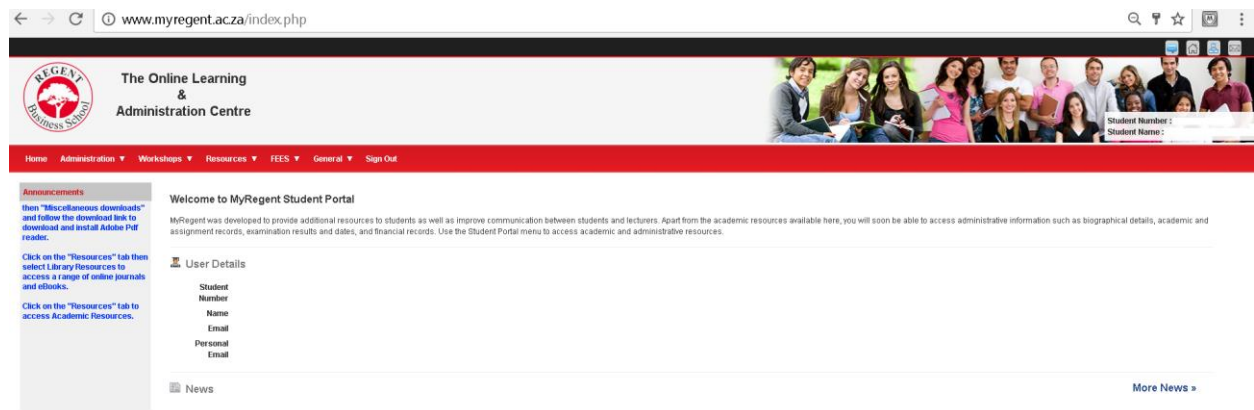 www.myregent.ac.za/index.php
REGENT
Business School
The Online Learning
&
Administration Centre
Student Number :
Student Name :
Home Administration ▼ Workshops ▼ Resources ▼ FEES ▼ General ▼ Sign Out
Announcements
then "Miscellaneous downloads"
and follow the download link to
download and install Adobe Pdf
reader.
Click on the "Resources" tab then
select Library Resources to
access a range of online journals
and eBooks.
Click on the "Resources" tab to
access Academic Resources.
Welcome to MyRegent Student Portal
MyRegent was developed to provide additional resources to students as well as improve communication between students and lecturers. Apart from the academic resources available here, you will soon be able to access administrative information such as biographical details, academic and
assignment records, examination results and dates, and financial records. Use the Student Portal menu to access academic and administrative resources.
User Details
Student
Number
Name
Email
Personal
Email
News
More News »